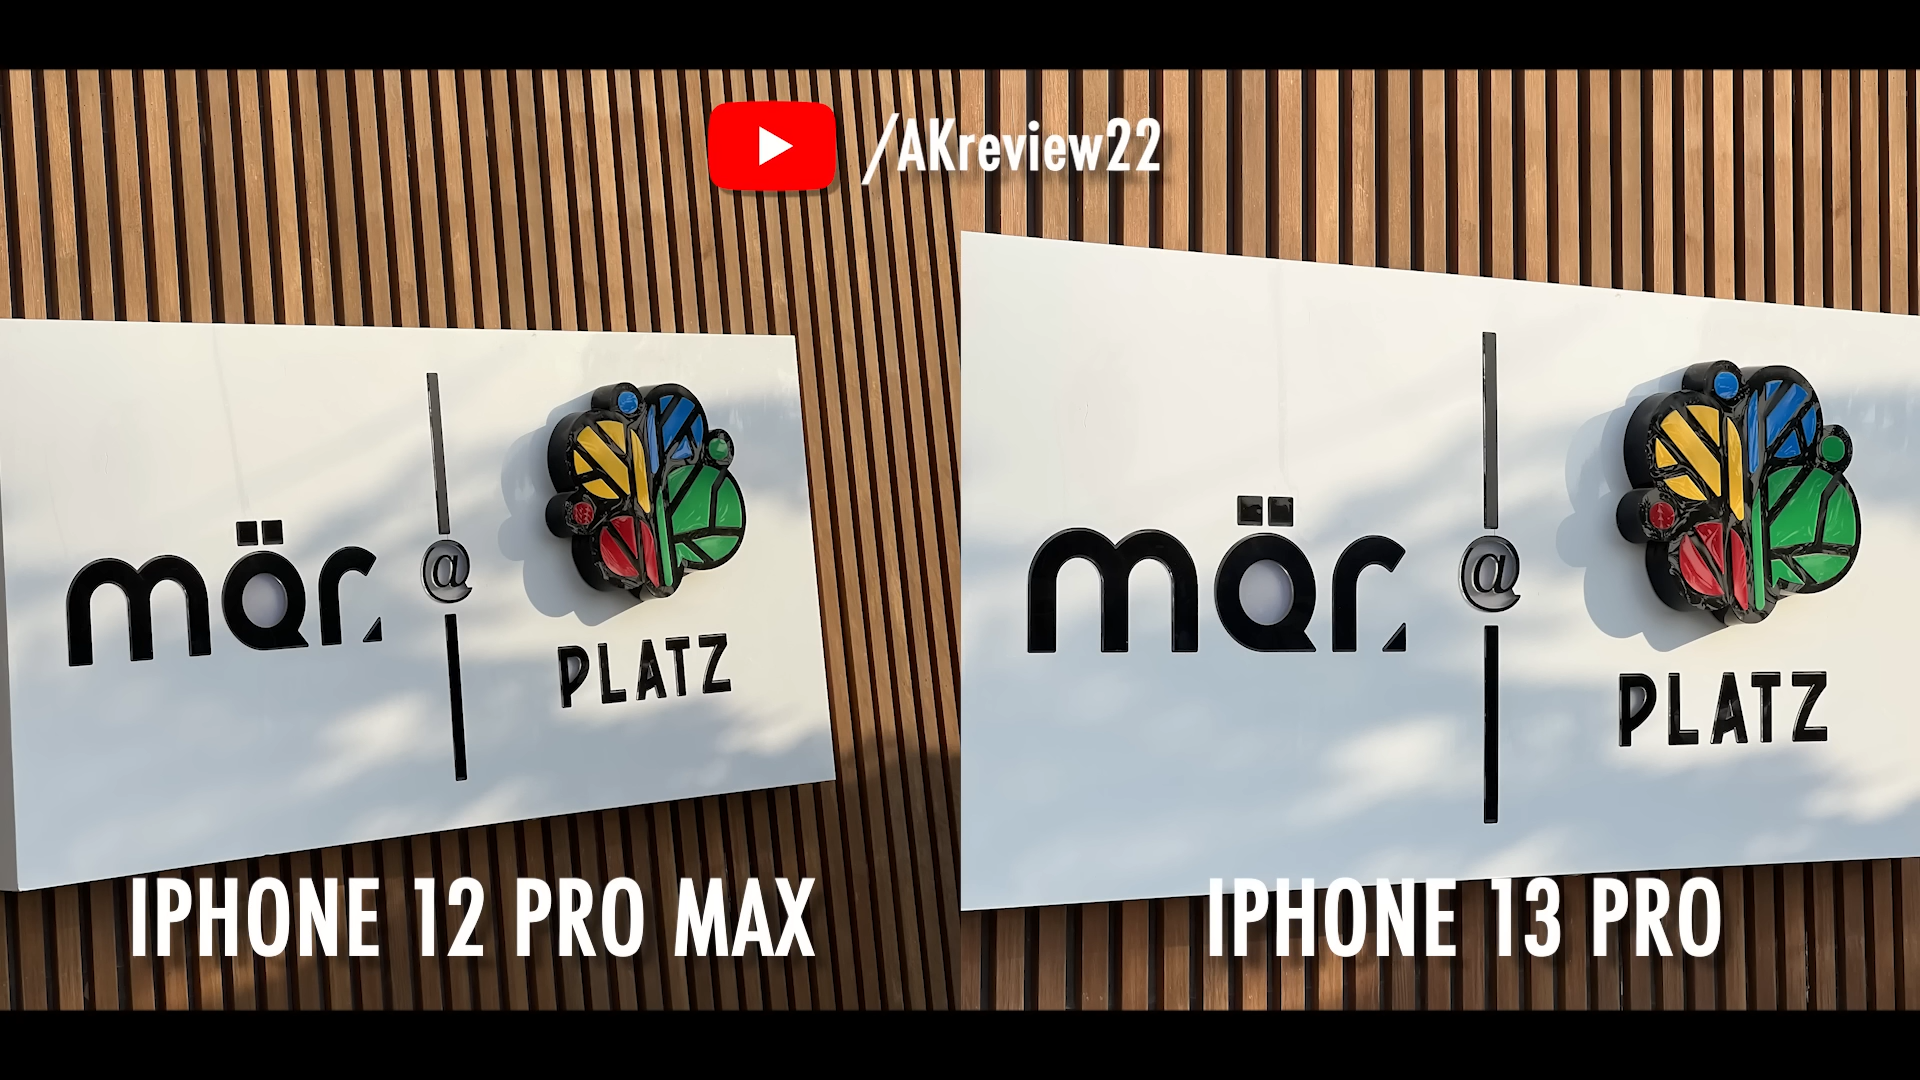 /AKreview22
mär.
@
PLATZ
mär.
@
PLATZ
IPHONE 12 PRO MAX
IPHONE 13 PRO